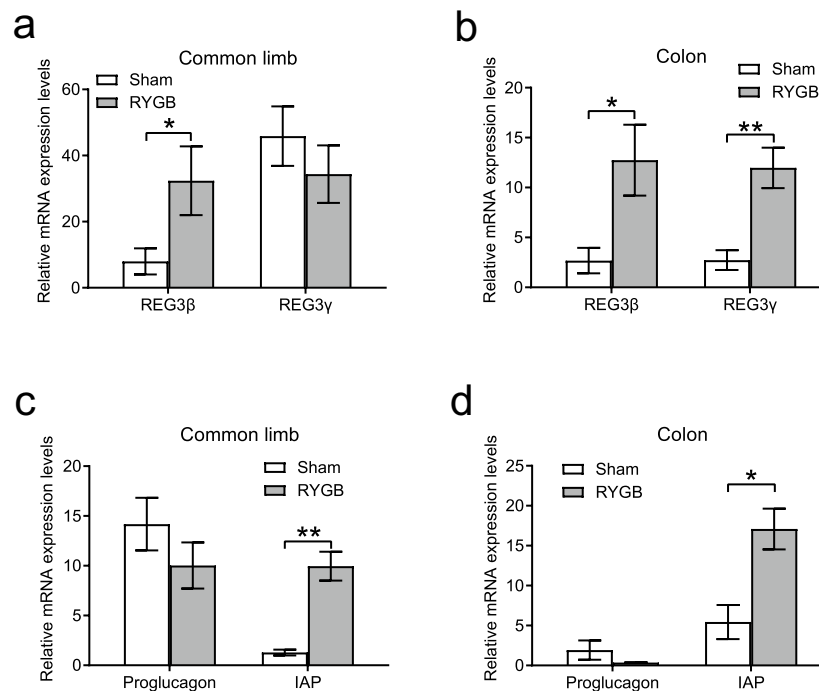 a
Common limb
Sham
RYGB
Relative mRNA expression levels
60
40
20
0
*
REG3β
REG3γ
b
Colon
Sham
RYGB
Relative mRNA expression levels
20
15
10
5
0
*
**
REG3β
REG3γ
c
Common limb
Sham
RYGB
Relative mRNA expression levels
20
15
10
5
0
**
Proglucagon
IAP
d
Colon
Sham
RYGB
Relative mRNA expression levels
25
20
15
10
5
0
*
Proglucagon
IAP